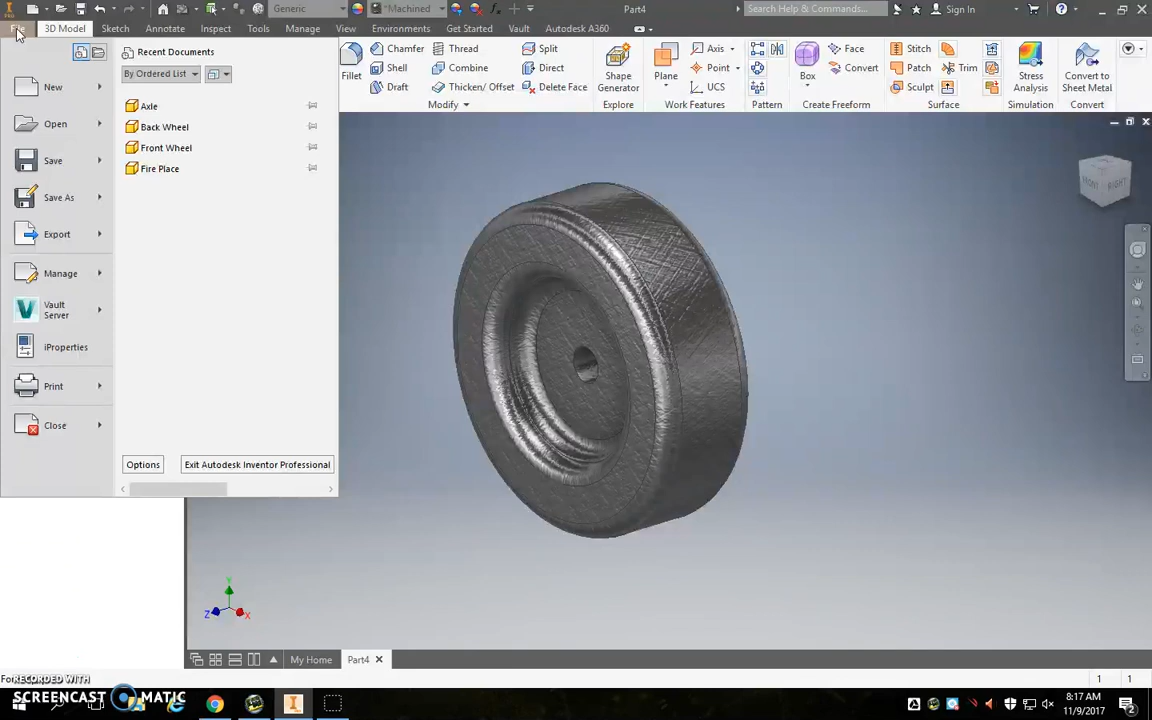 Generic
*Machined
Part4
Search Help & Commands...
Sign In
File
3D Model
Sketch
Annotate
Inspect
Tools
Manage
View
Environments
Get Started
Vault
Autodesk A360
Recent Documents
By Ordered List
New
Open
Save
Save As
Export
Manage
Vault
Server
iProperties
Print
Close
Axle
Back Wheel
Front Wheel
Fire Place
Options
Exit Autodesk Inventor Professional
Fillet
Chamfer
Shell
Draft
Thread
Combine
Thicken/ Offset
Split
Direct
Delete Face
Modify
Shape
Generator
Explore
Plane
Axis
Point
UCS
Work Features
Pattern
Box
Face
Convert
Create Freeform
Stitch
Patch
Sculpt
Trim
Surface
Stress
Analysis
Simulation
Convert to
Sheet Metal
Convert
FRONT
RIGHT
Y
Z
X
My Home
Part4
For
1
1
RECORDED WITH
SCREENCAST
MATIC
8:17 AM
11/9/2017
2